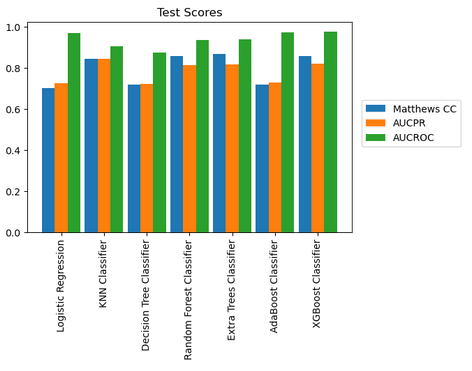 Test Scores
1.0
0.8
0.6
0.4
0.2
0.0
Logistic Regression
KNN Classifier
Decision Tree Classifier
Random Forest Classifier
Extra Trees Classifier
AdaBoost Classifier
XGBoost Classifier
Matthews CC
AUCPR
AUCROC